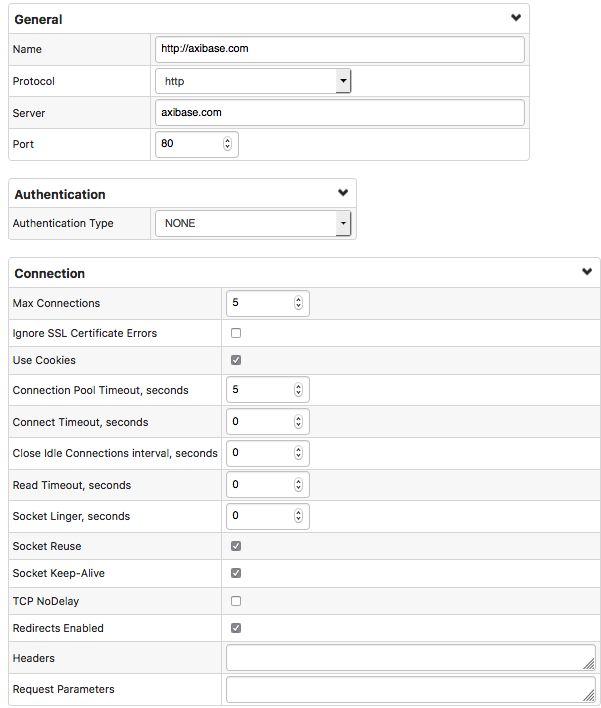 General
Name http://axibase.com
Protocol http
Server axibase.com
Port 80
Authentication
Authentication Type NONE
Connection
Max Connections 5
Ignore SSL Certificate Errors
Use Cookies
Connection Pool Timeout, seconds 5
Connect Timeout, seconds 0
Close Idle Connections interval, seconds 0
Read Timeout, seconds 0
Socket Linger, seconds 0
Socket Reuse
Socket Keep-Alive
TCP NoDelay
Redirects Enabled
Headers
Request Parameters